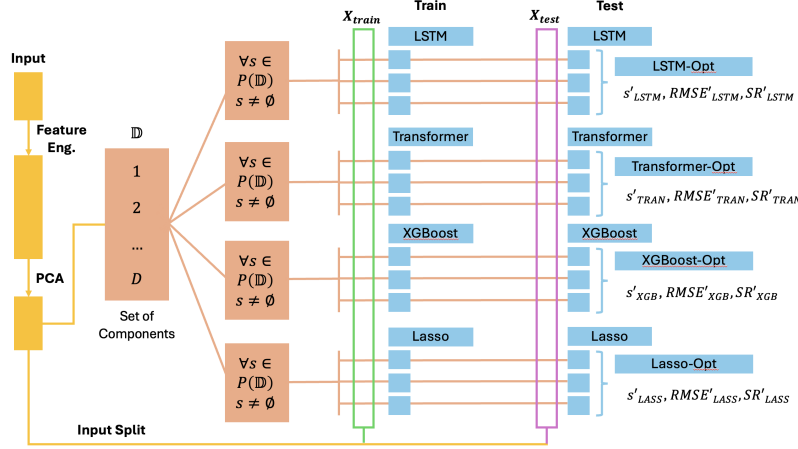 Input
Feature
Eng.
PCA
Input Split
𝔻
1
2
...
D
Set of
Components
∀s ∈
P(𝔻)
s ≠ ∅
∀s ∈
P(𝔻)
s ≠ ∅
∀s ∈
P(𝔻)
s ≠ ∅
∀s ∈
P(𝔻)
s ≠ ∅
X_train
Train
LSTM
Transformer
XGBoost
Lasso
X_test
Test
LSTM
LSTM-Opt
s'_LSTM, RMSE'_LSTM, SR'_LSTM
Transformer
Transformer-Opt
s'_TRAN, RMSE'_TRAN, SR'_TRAN
XGBoost
XGBoost-Opt
s'_XGB, RMSE'_XGB, SR'_XGB
Lasso
Lasso-Opt
s'_LASS, RMSE'_LASS, SR'_LASS